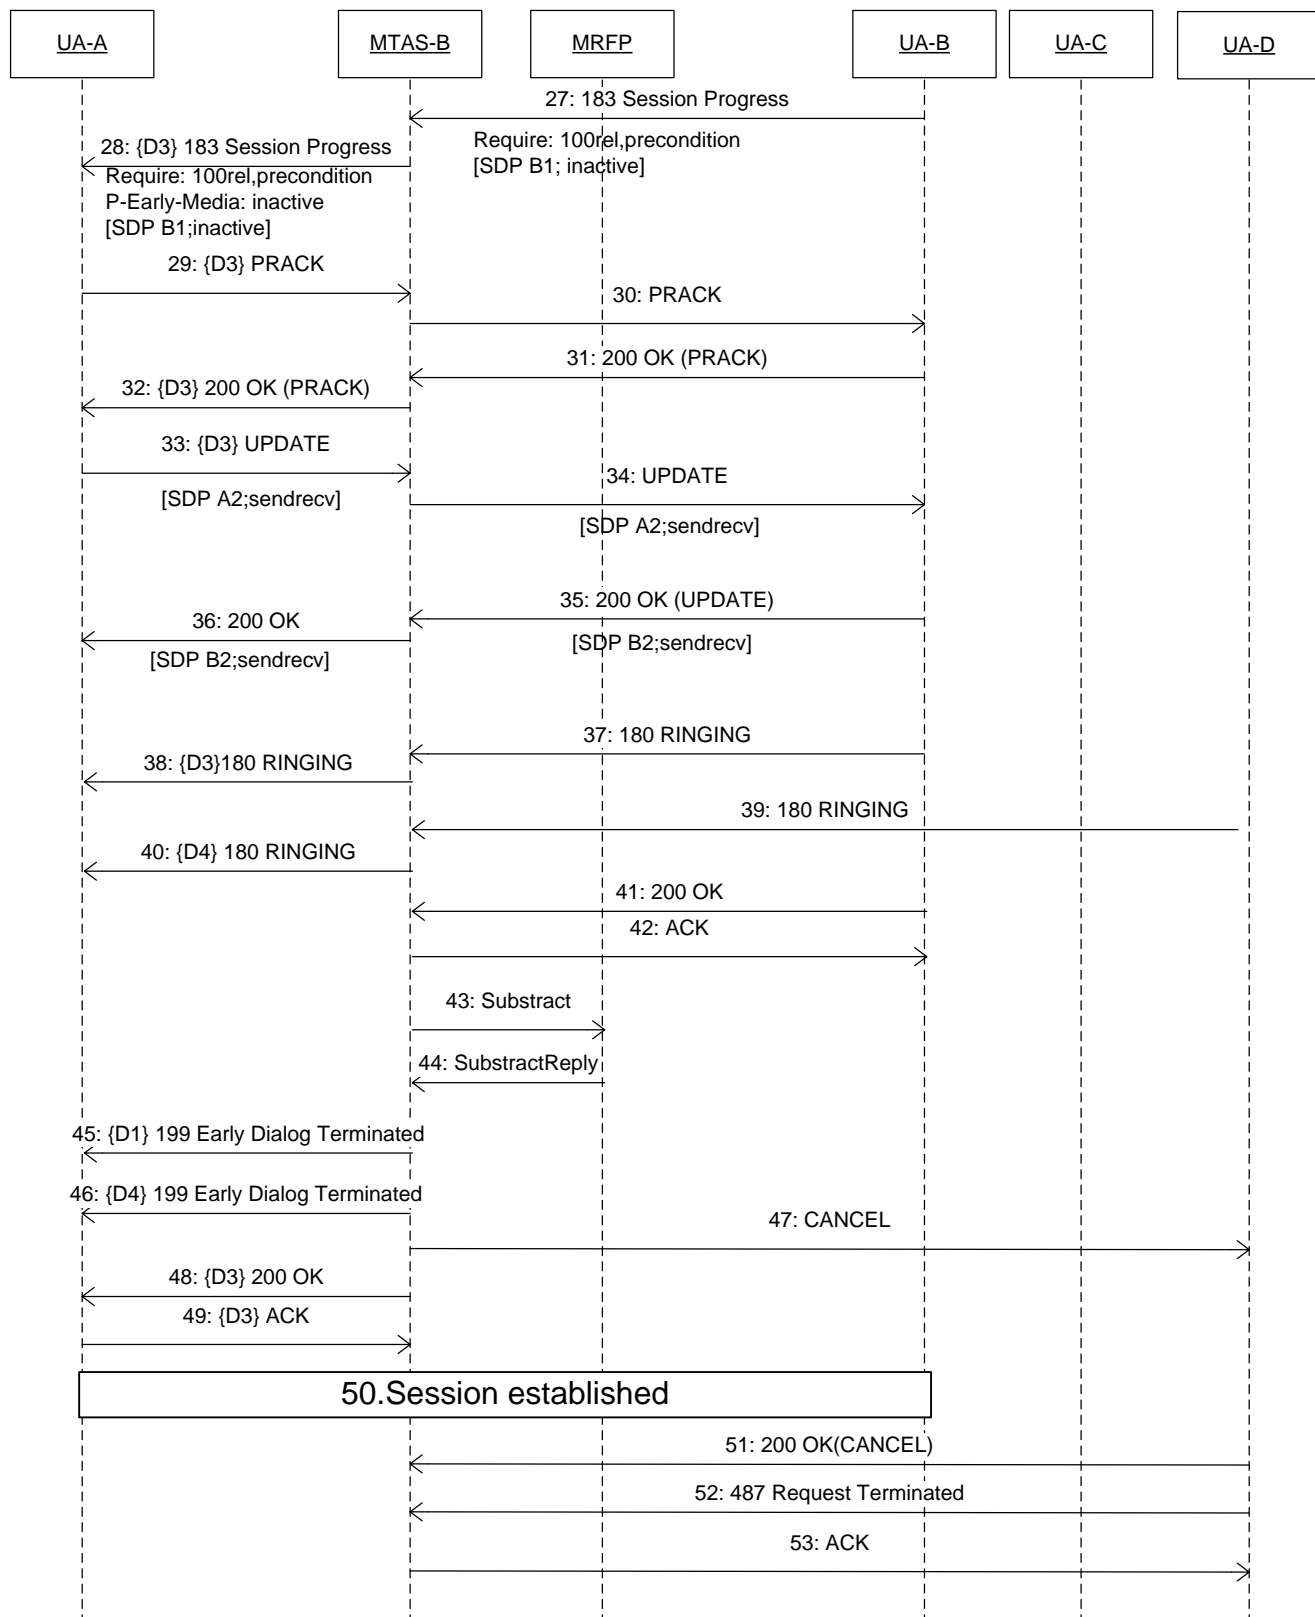 UA-A
MTAS-B
MRFP
UA-B
UA-C
UA-D
27: 183 Session Progress
Require: 100rel,precondition
[SDP B1; inactive]
28: {D3} 183 Session Progress
Require: 100rel,precondition
P-Early-Media: inactive
[SDP B1;inactive]
29: {D3} PRACK
30: PRACK
31: 200 OK (PRACK)
32: {D3} 200 OK (PRACK)
33: {D3} UPDATE
[SDP A2;sendrecv]
34: UPDATE
[SDP A2;sendrecv]
35: 200 OK (UPDATE)
[SDP B2;sendrecv]
36: 200 OK
[SDP B2;sendrecv]
37: 180 RINGING
38: {D3}180 RINGING
39: 180 RINGING
40: {D4} 180 RINGING
41: 200 OK
42: ACK
43: Substract
44: SubstractReply
45: {D1} 199 Early Dialog Terminated
46: {D4} 199 Early Dialog Terminated
47: CANCEL
48: {D3} 200 OK
49: {D3} ACK
50.Session established
51: 200 OK(CANCEL)
52: 487 Request Terminated
53: ACK